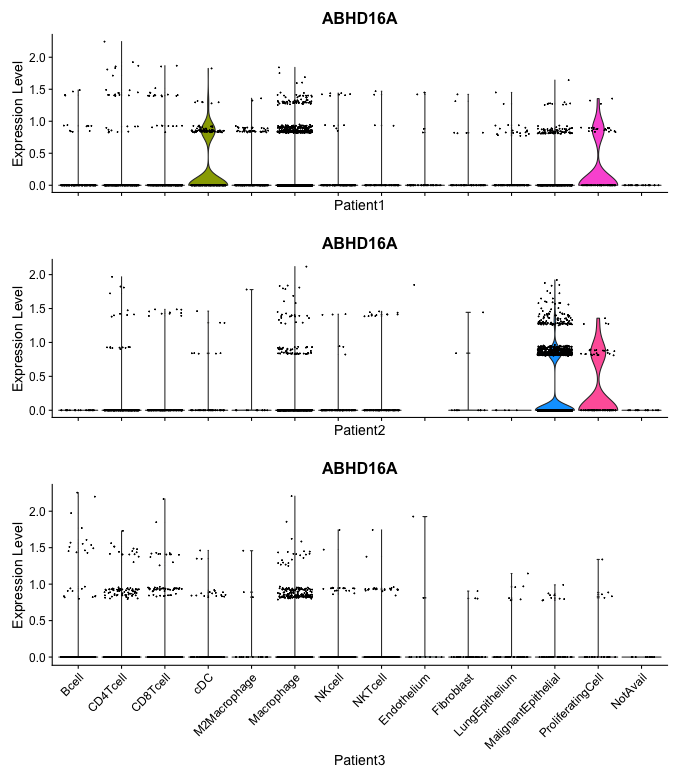 ABHD16A
Expression Level
2.0
1.5
1.0
0.5
0.0
Patient1
ABHD16A
Expression Level
2.0
1.5
1.0
0.5
0.0
Patient2
ABHD16A
Expression Level
2.0
1.5
1.0
0.5
0.0
Bcell
CD4Tcell
CD8Tcell
cDC
M2Macrophage
Macrophage
NKcell
NKTcell
Endothelium
Fibroblast
LungEpithelium
MalignantEpithelial
ProliferatingCell
NotAvail
Patient3